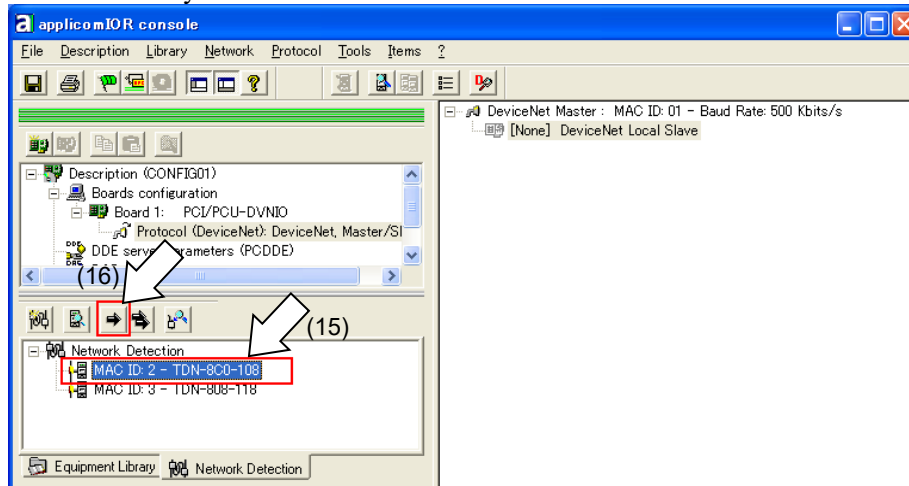 applicomIOR console
File Description Library Network Protocol Tools Items ?
DeviceNet Master : MAC ID: 01 - Baud Rate: 500 Kbits/s
[None] DeviceNet Local Slave
Description (CONFIG01)
Boards configuration
Board 1: PCI/PCU-DVNIO
Protocol (DeviceNet): DeviceNet, Master/Sl
DDE server parameters (PCDDE)
(16)
(15)
Network Detection
MAC ID: 2 - TDN-8C0-108
MAC ID: 3 - TDN-808-118
Equipment Library
Network Detection